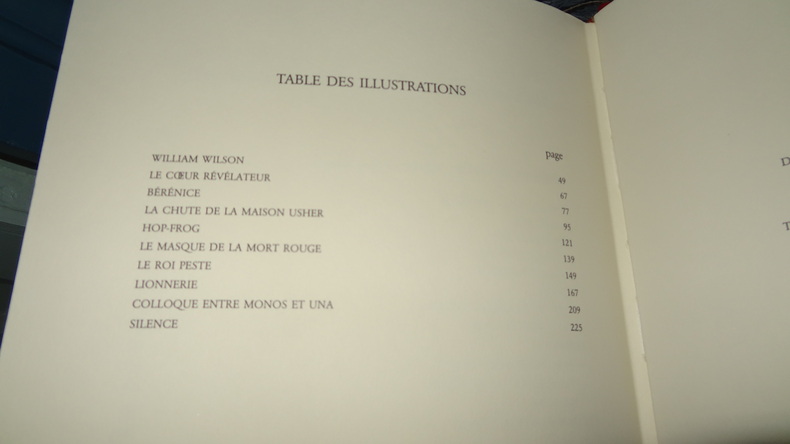 TABLE DES ILLUSTRATIONS
page
WILLIAM WILSON 49
LE CŒUR RÉVÉLATEUR 67
BÉRÉNICE 77
LA CHUTE DE LA MAISON USHER 95
HOP-FROG 121
LE MASQUE DE LA MORT ROUGE 139
LE ROI PESTE 149
LIONNERIE 167
COLLOQUE ENTRE MONOS ET UNA 209
SILENCE 225